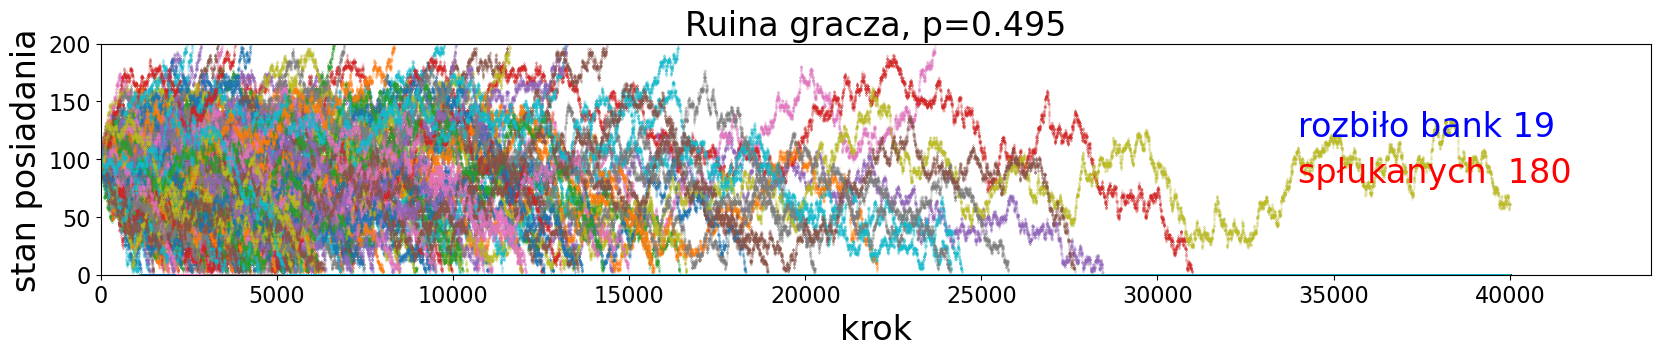 Ruina gracza, p=0.495
stan posiadania
200
150
100
50
0
rozbiło bank 19
spłukanych 180
0 5000 10000 15000 20000 25000 30000 35000 40000
krok